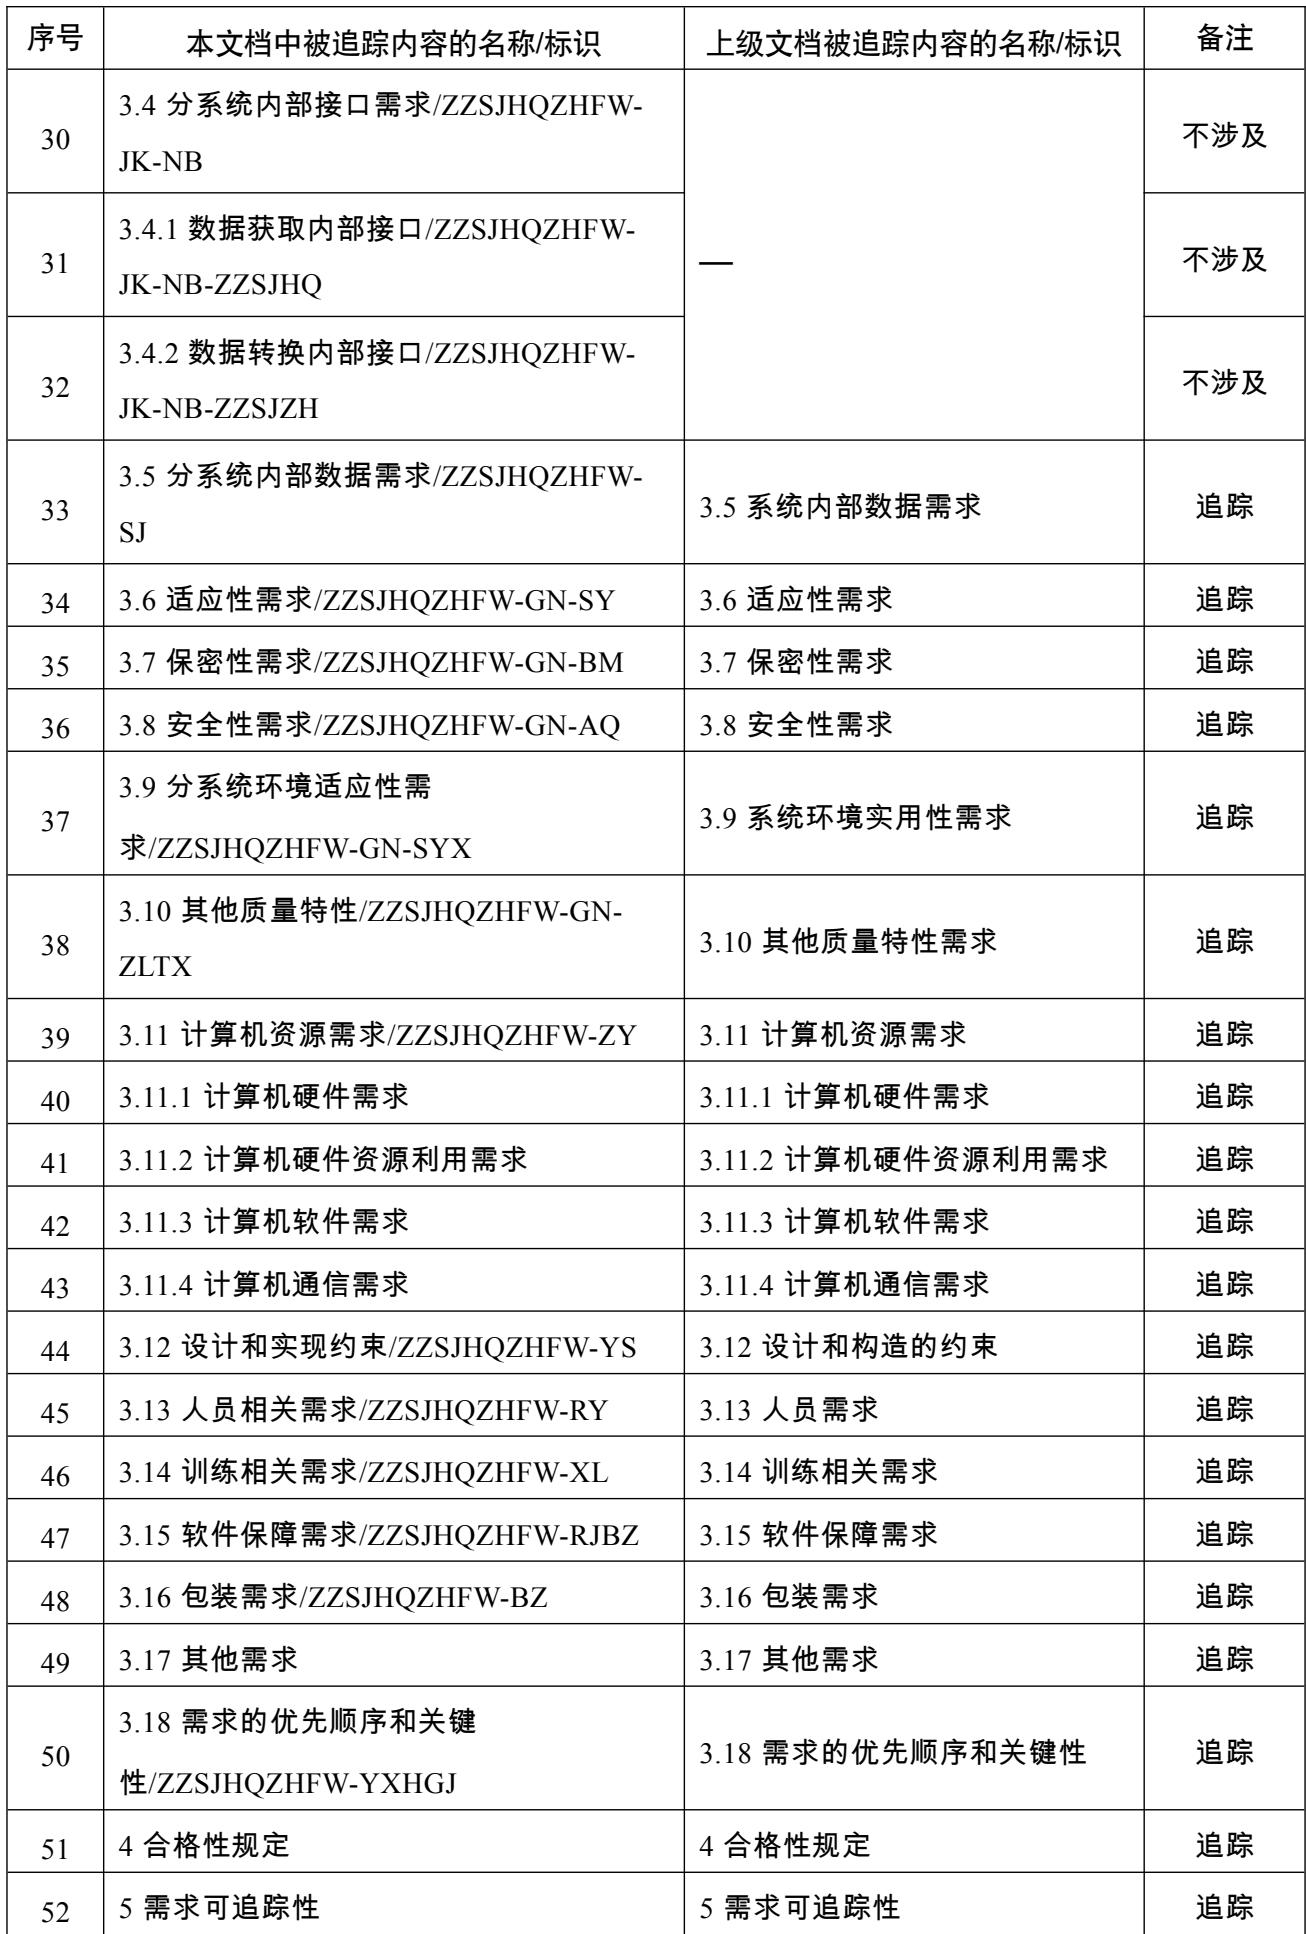 序号 本文档中被追踪内容的名称/标识 上级文档被追踪内容的名称/标识 备注
30 3.4 分系统内部接口需求/ZZSJHQZHFW-
JK-NB 不涉及
31 3.4.1 数据获取内部接口/ZZSJHQZHFW-
JK-NB-ZZSJHQ — 不涉及
32 3.4.2 数据转换内部接口/ZZSJHQZHFW-
JK-NB-ZZSJZH 不涉及
33 3.5 分系统内部数据需求/ZZSJHQZHFW-
SJ 3.5 系统内部数据需求 追踪
34 3.6 适应性需求/ZZSJHQZHFW-GN-SY 3.6 适应性需求 追踪
35 3.7 保密性需求/ZZSJHQZHFW-GN-BM 3.7 保密性需求 追踪
36 3.8 安全性需求/ZZSJHQZHFW-GN-AQ 3.8 安全性需求 追踪
37 3.9 分系统环境适应性需
求/ZZSJHQZHFW-GN-SYX 3.9 系统环境实用性需求 追踪
38 3.10 其他质量特性/ZZSJHQZHFW-GN-
ZLTX 3.10 其他质量特性需求 追踪
39 3.11 计算机资源需求/ZZSJHQZHFW-ZY 3.11 计算机资源需求 追踪
40 3.11.1 计算机硬件需求 3.11.1 计算机硬件需求 追踪
41 3.11.2 计算机硬件资源利用需求 3.11.2 计算机硬件资源利用需求 追踪
42 3.11.3 计算机软件需求 3.11.3 计算机软件需求 追踪
43 3.11.4 计算机通信需求 3.11.4 计算机通信需求 追踪
44 3.12 设计和实现约束/ZZSJHQZHFW-YS 3.12 设计和构造的约束 追踪
45 3.13 人员相关需求/ZZSJHQZHFW-RY 3.13 人员需求 追踪
46 3.14 训练相关需求/ZZSJHQZHFW-XL 3.14 训练相关需求 追踪
47 3.15 软件保障需求/ZZSJHQZHFW-RJBZ 3.15 软件保障需求 追踪
48 3.16 包装需求/ZZSJHQZHFW-BZ 3.16 包装需求 追踪
49 3.17 其他需求 3.17 其他需求 追踪
50 3.18 需求的优先顺序和关键
性/ZZSJHQZHFW-YXHGJ 3.18 需求的优先顺序和关键性 追踪
51 4 合格性规定 4 合格性规定 追踪
52 5 需求可追踪性 5 需求可追踪性 追踪